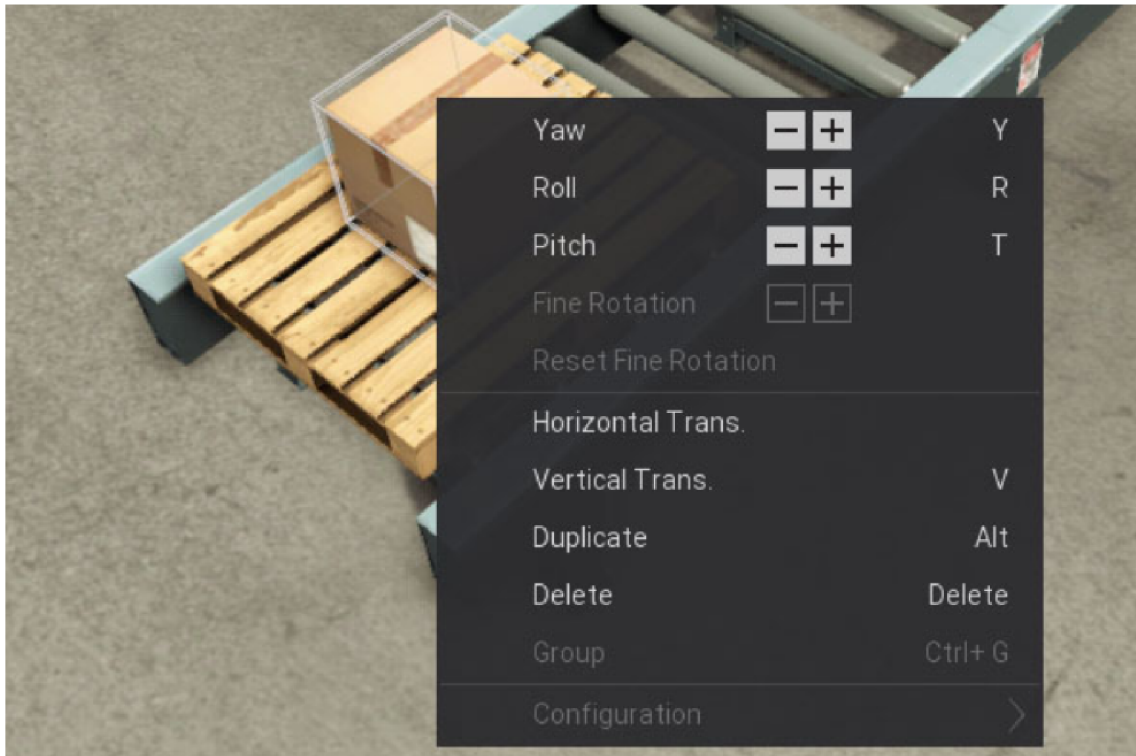 Yaw − + Y
Roll − + R
Pitch − + T
Fine Rotation − +
Reset Fine Rotation
Horizontal Trans.
Vertical Trans. V
Duplicate Alt
Delete Delete
Group Ctrl+ G
Configuration >